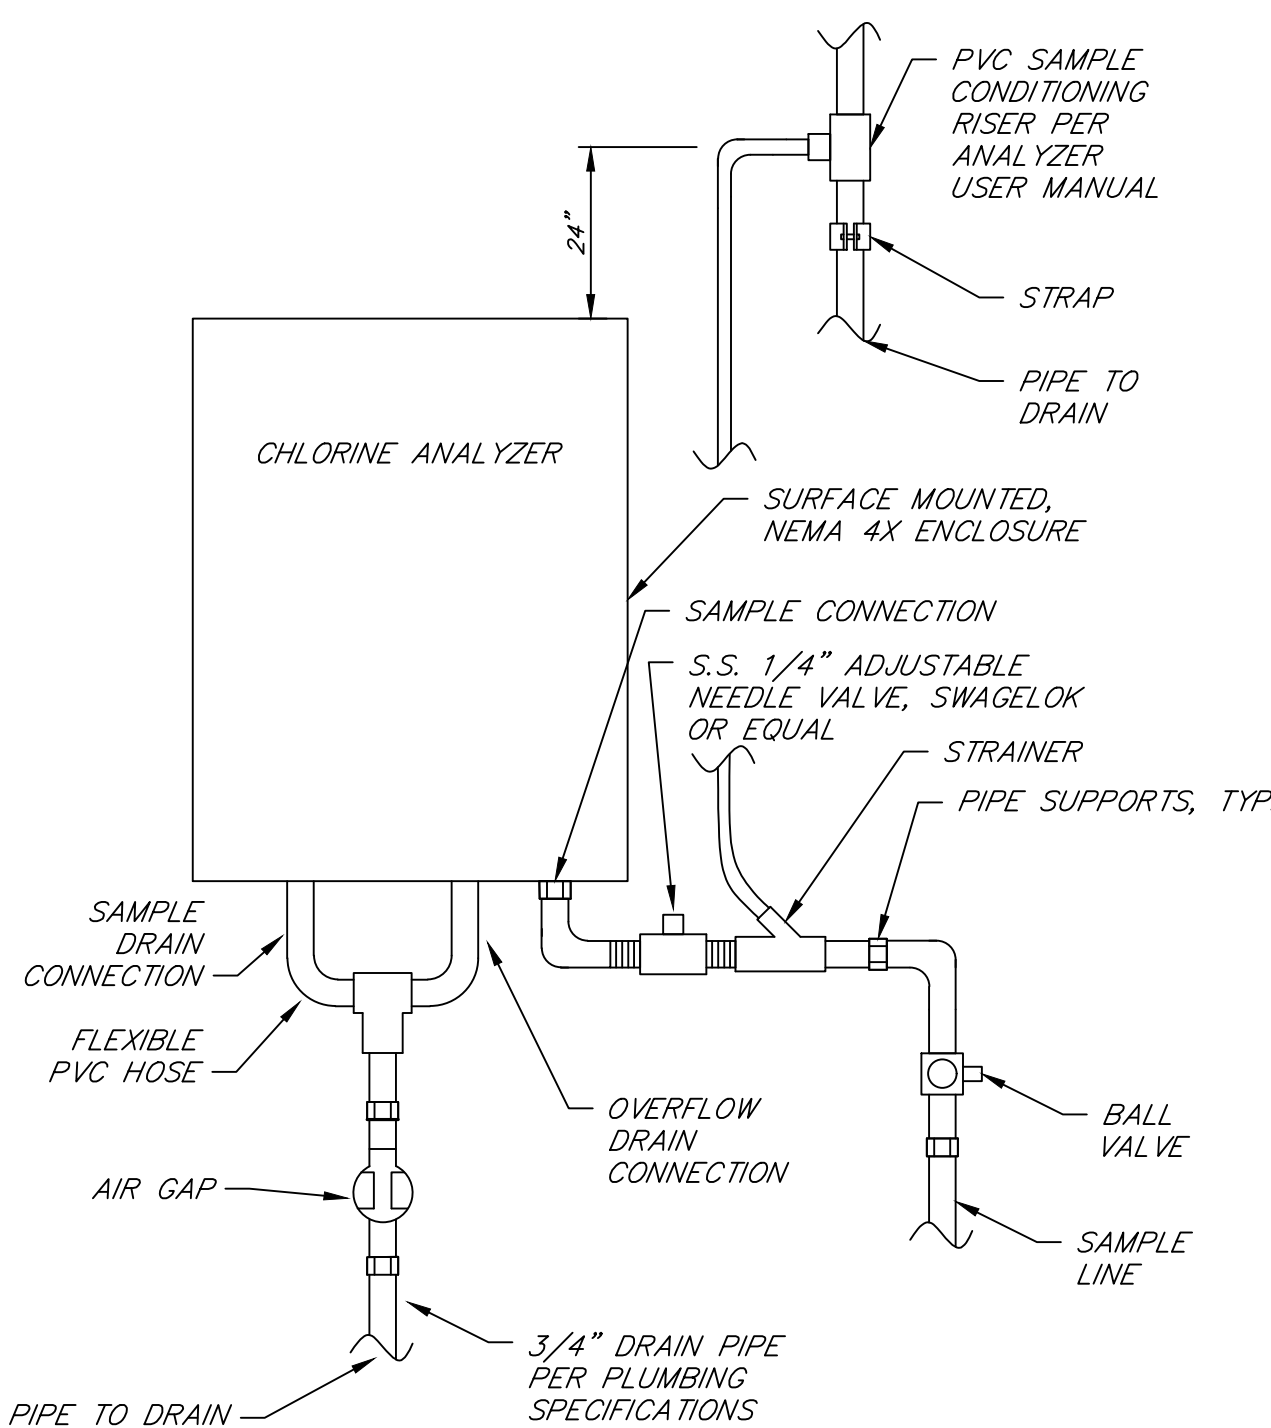 PVC SAMPLE
CONDITIONING
RISER PER
ANALYZER
USER MANUAL
24"
STRAP
PIPE TO
DRAIN
CHLORINE ANALYZER
SURFACE MOUNTED,
NEMA 4X ENCLOSURE
SAMPLE CONNECTION
S.S. 1/4" ADJUSTABLE
NEEDLE VALVE, SWAGELOK
OR EQUAL
STRAINER
PIPE SUPPORTS, TYP
SAMPLE
DRAIN
CONNECTION
FLEXIBLE
PVC HOSE
OVERFLOW
DRAIN
CONNECTION
BALL
VALVE
AIR GAP
SAMPLE
LINE
3/4" DRAIN PIPE
PER PLUMBING
SPECIFICATIONS
PIPE TO DRAIN